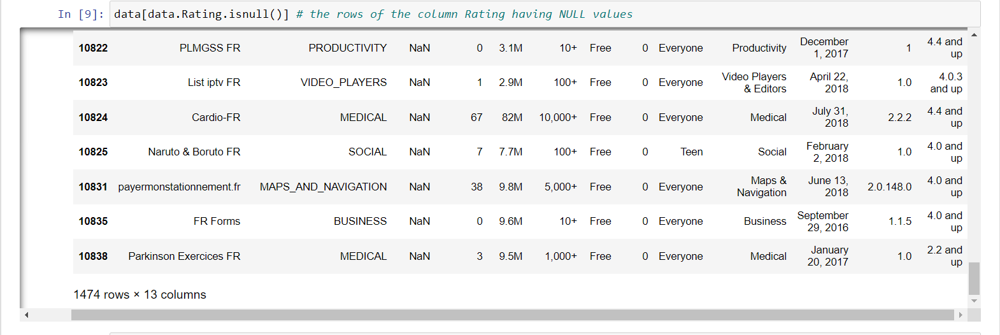 In [9]: data[data.Rating.isnull()] # the rows of the column Rating having NULL values
10822 PLMGSS FR PRODUCTIVITY NaN 0 3.1M 10+ Free 0 Everyone Productivity December 1, 2017 1 4.4 and up
10823 List iptv FR VIDEO_PLAYERS NaN 1 2.9M 100+ Free 0 Everyone Video Players & Editors April 22, 2018 1.0 4.0.3 and up
10824 Cardio-FR MEDICAL NaN 67 82M 10,000+ Free 0 Everyone Medical July 31, 2018 2.2.2 4.4 and up
10825 Naruto & Boruto FR SOCIAL NaN 7 7.7M 100+ Free 0 Teen Social February 2, 2018 1.0 4.0 and up
10831 payermonstationnement.fr MAPS_AND_NAVIGATION NaN 38 9.8M 5,000+ Free 0 Everyone Maps & Navigation June 13, 2018 2.0.148.0 4.0 and up
10835 FR Forms BUSINESS NaN 0 9.6M 10+ Free 0 Everyone Business September 29, 2016 1.1.5 4.0 and up
10838 Parkinson Exercices FR MEDICAL NaN 3 9.5M 1,000+ Free 0 Everyone Medical January 20, 2017 1.0 2.2 and up
1474 rows × 13 columns